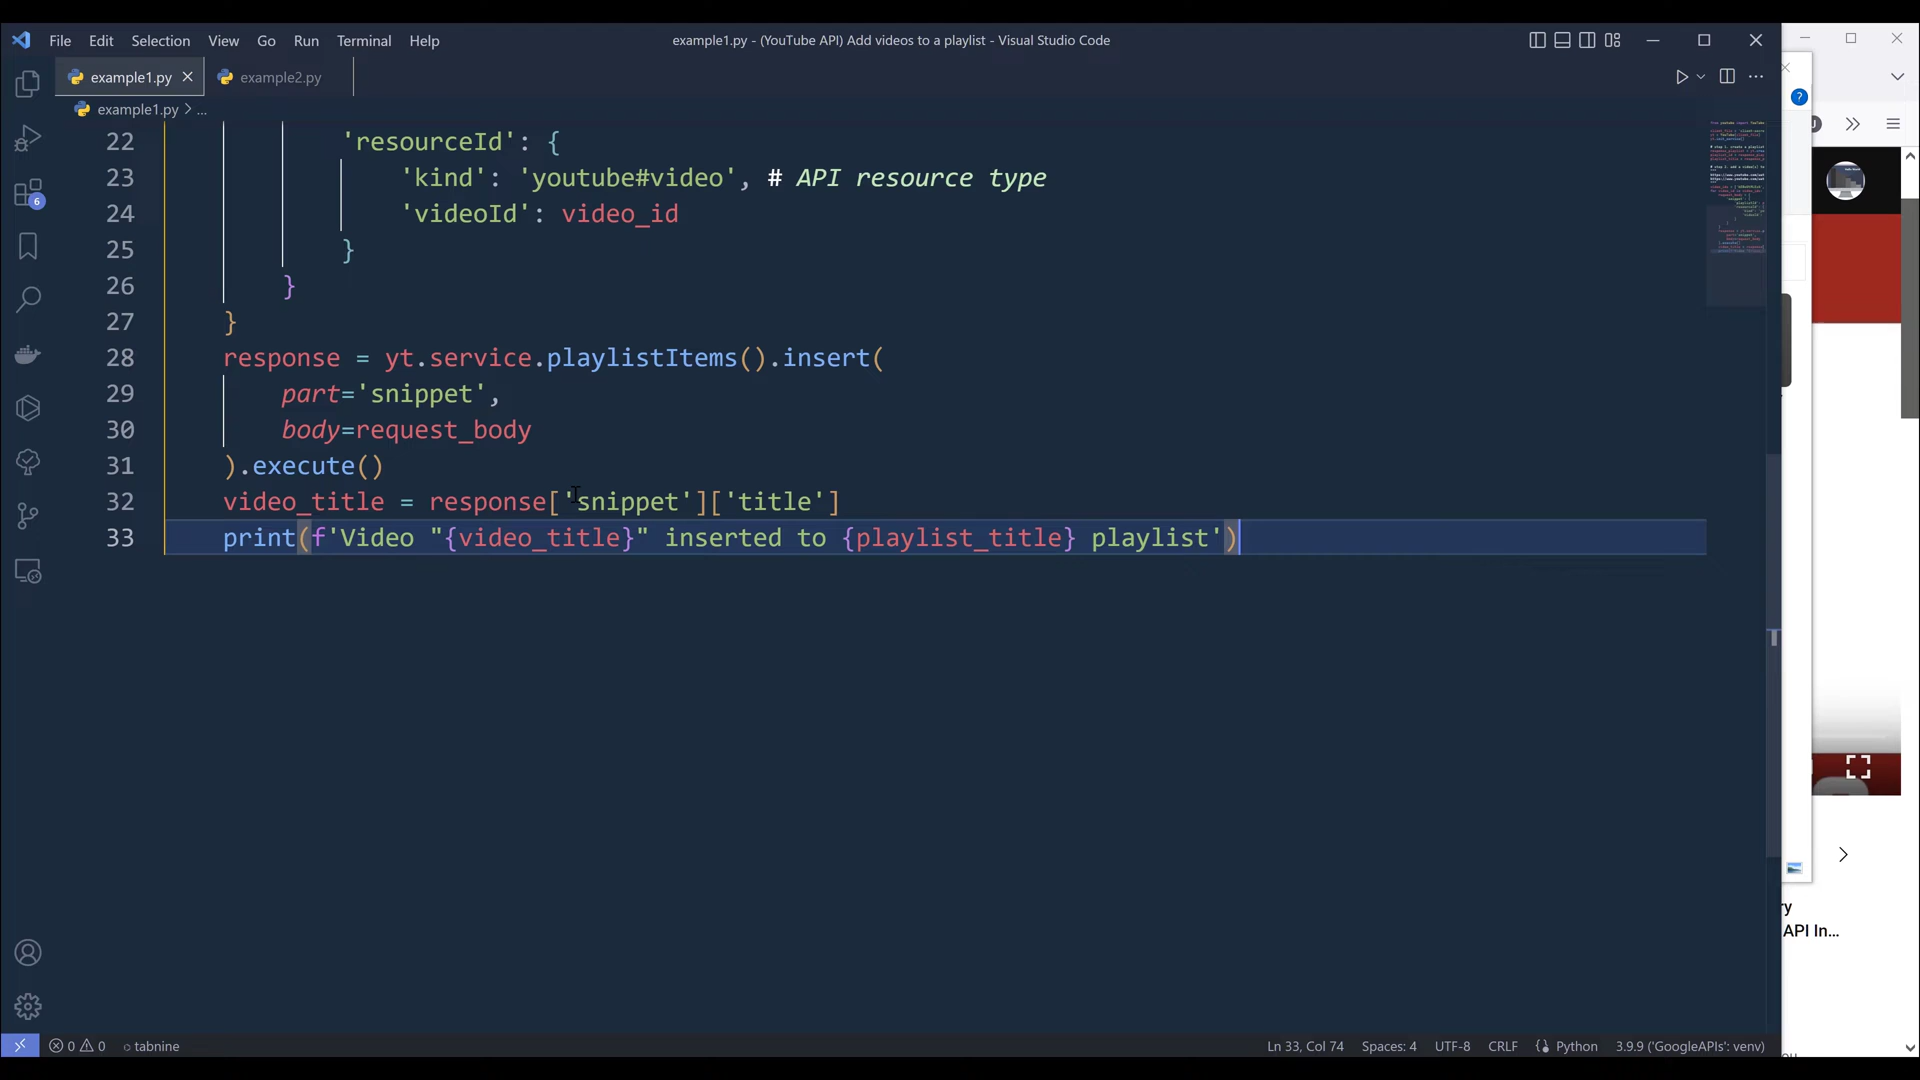 File Edit Selection View Go Run Terminal Help
example1.py - (YouTube API) Add videos to a playlist - Visual Studio Code
example1.py example2.py
example1.py > ...
22 'resourceId': {
23 'kind': 'youtube#video', # API resource type
24 'videoId': video_id
25 }
26 }
27 }
28 response = yt.service.playlistItems().insert(
29 part='snippet',
30 body=request_body
31 ).execute()
32 video_title = response['snippet']['title']
33 print(f'Video "{video_title}" inserted to {playlist_title} playlist')
6
API In...
0 0 tabnine
Ln 33, Col 74 Spaces: 4 UTF-8 CRLF Python 3.9.9 ('GoogleAPIs': venv)